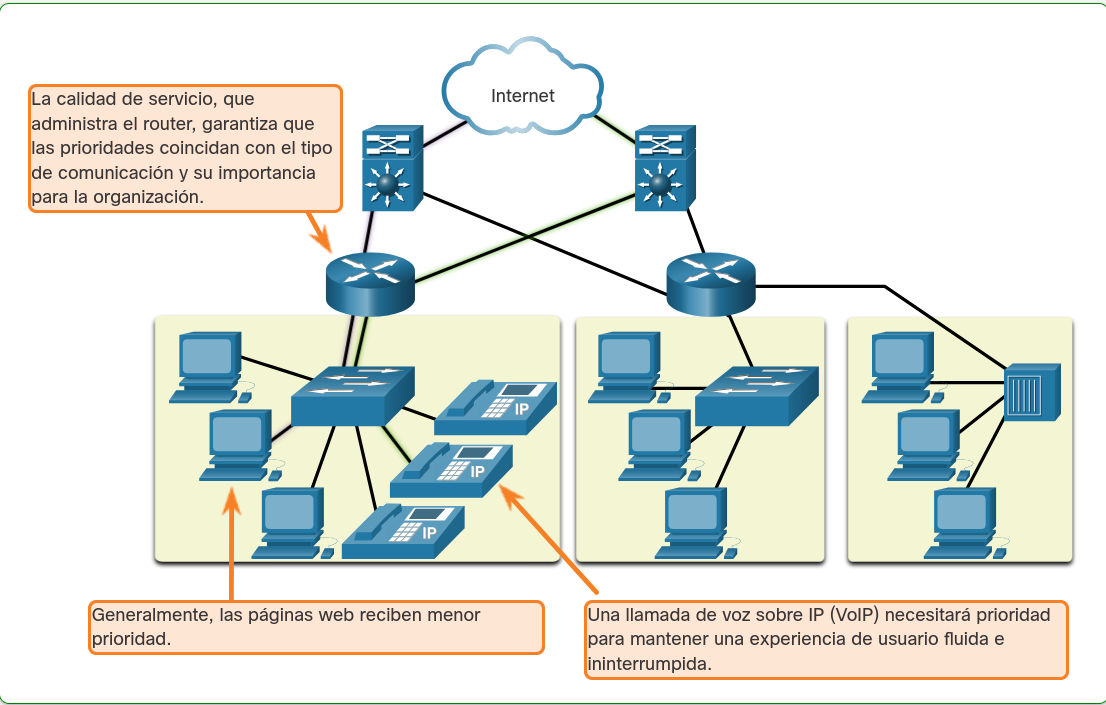 Internet
La calidad de servicio, que
administra el router, garantiza que
las prioridades coincidan con el tipo
de comunicación y su importancia
para la organización.
IP
IP
IP
Generalmente, las páginas web reciben menor
prioridad.
Una llamada de voz sobre IP (VoIP) necesitará prioridad
para mantener una experiencia de usuario fluida e
ininterrumpida.